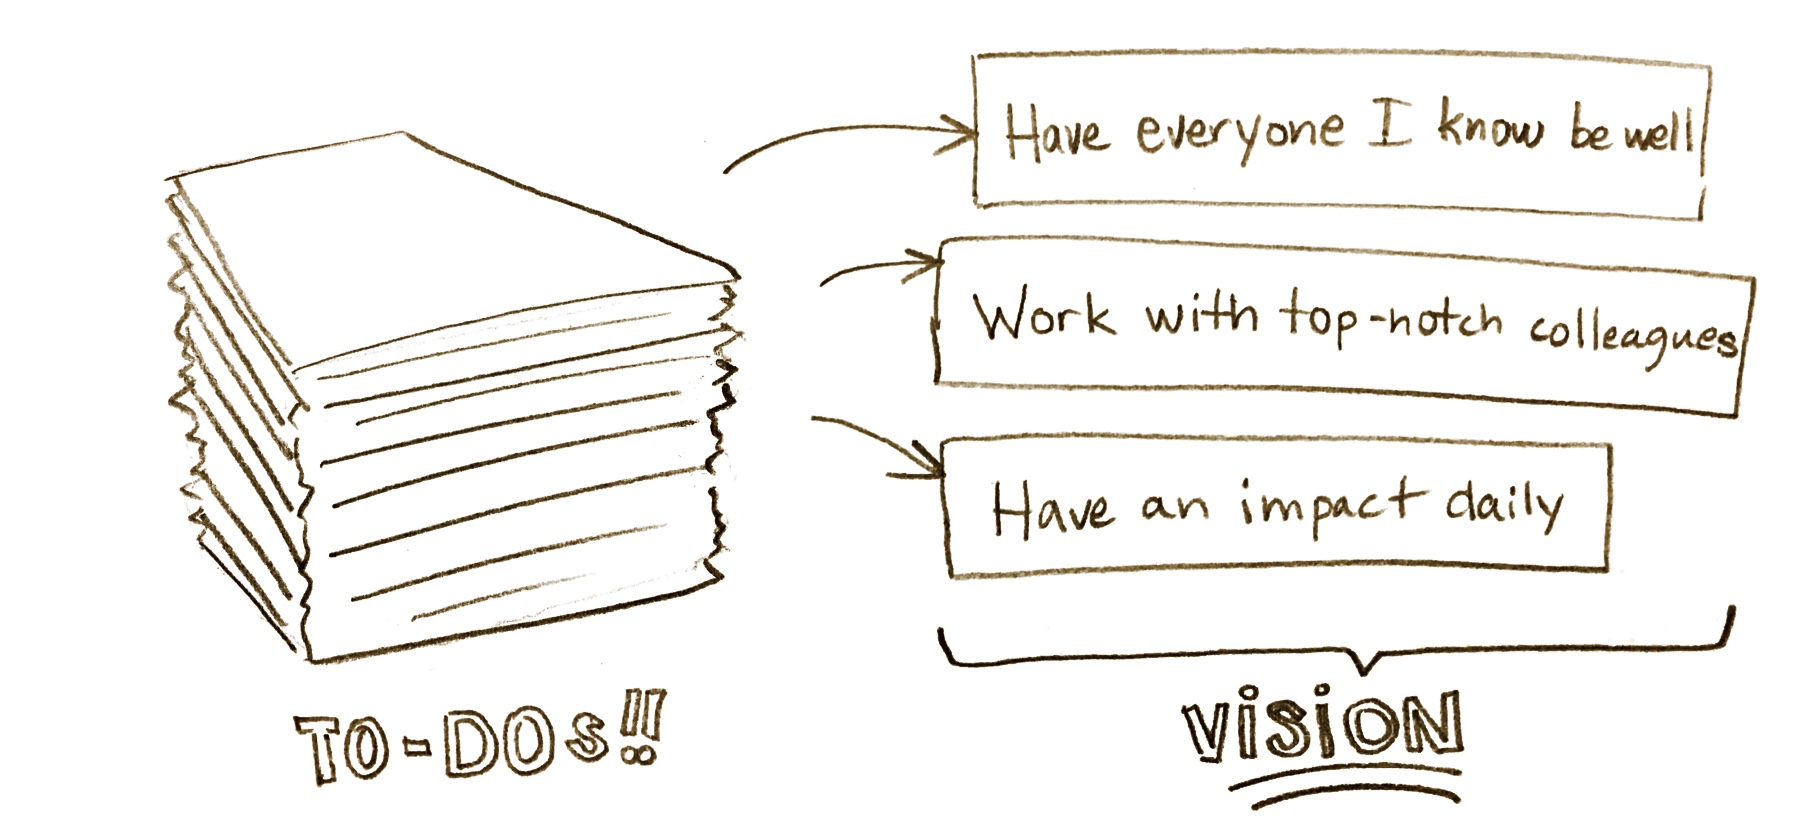 Have everyone I know be well
Work with top-notch colleagues
Have an impact daily
TO-DOs!!
ViSiON